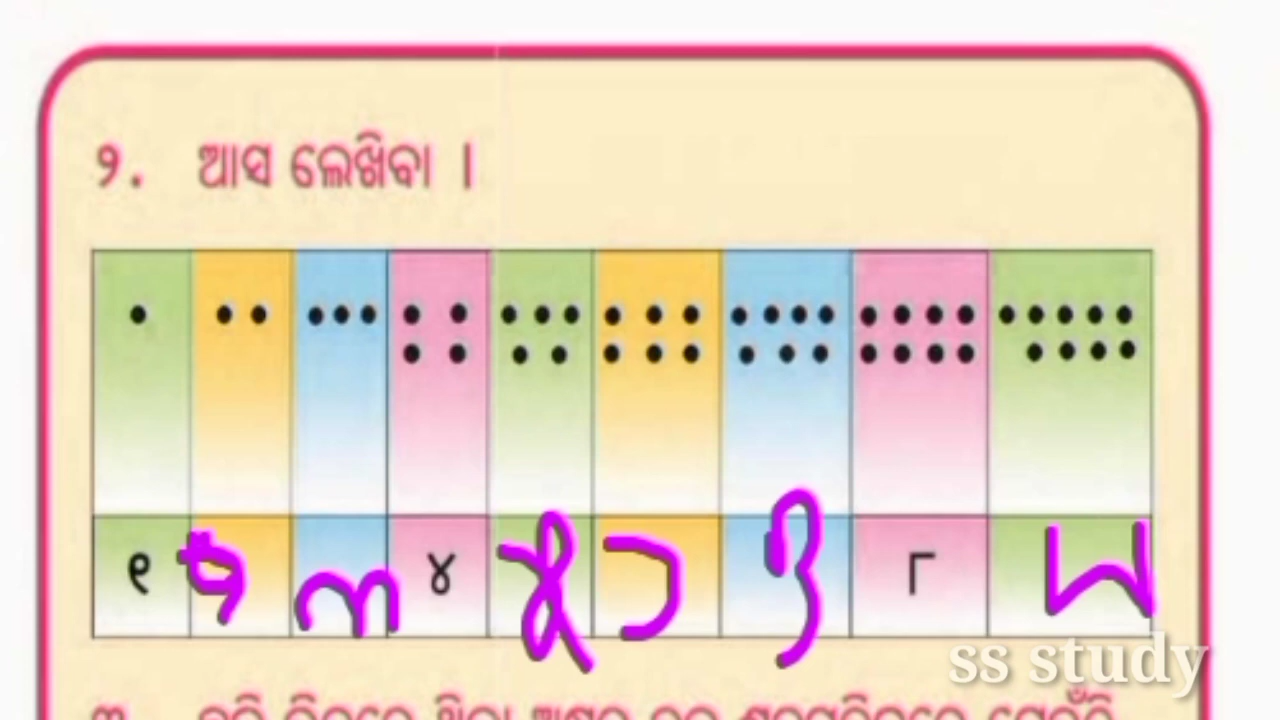 ୨. ଆସ ଲେଖିବା ।
୧ ୨ ୩ ୪ ୫ ୬ ୭ ୮ ୯
ss study